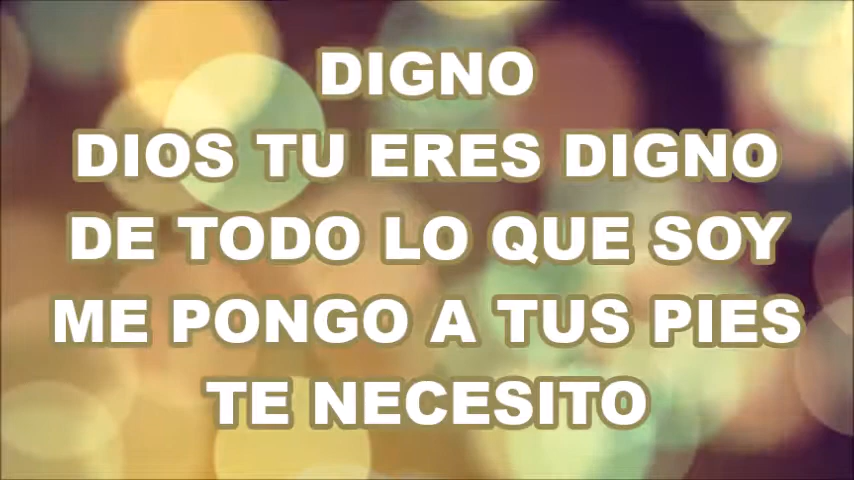 DIGNO
DIOS TU ERES DIGNO
DE TODO LO QUE SOY
ME PONGO A TUS PIES
TE NECESITO